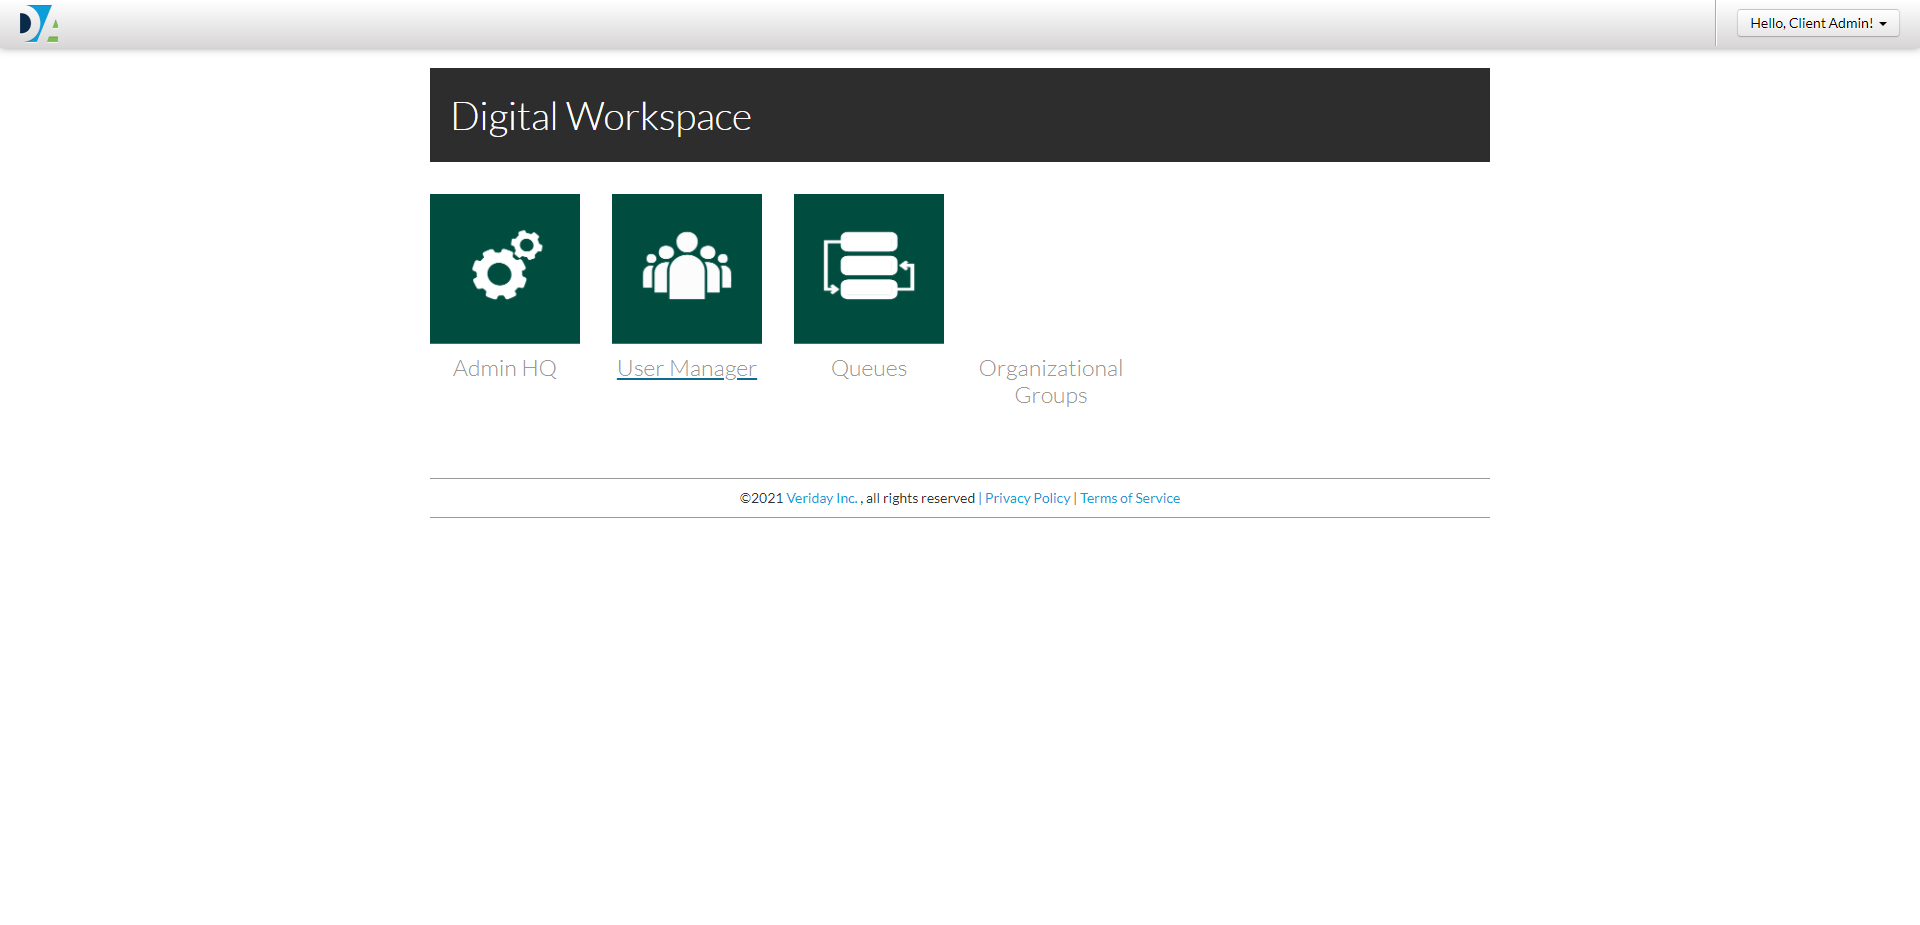 DA
Hello, Client Admin!
Digital Workspace
Admin HQ
User Manager
Queues
Organizational
Groups
©2021 Veriday Inc. , all rights reserved | Privacy Policy | Terms of Service